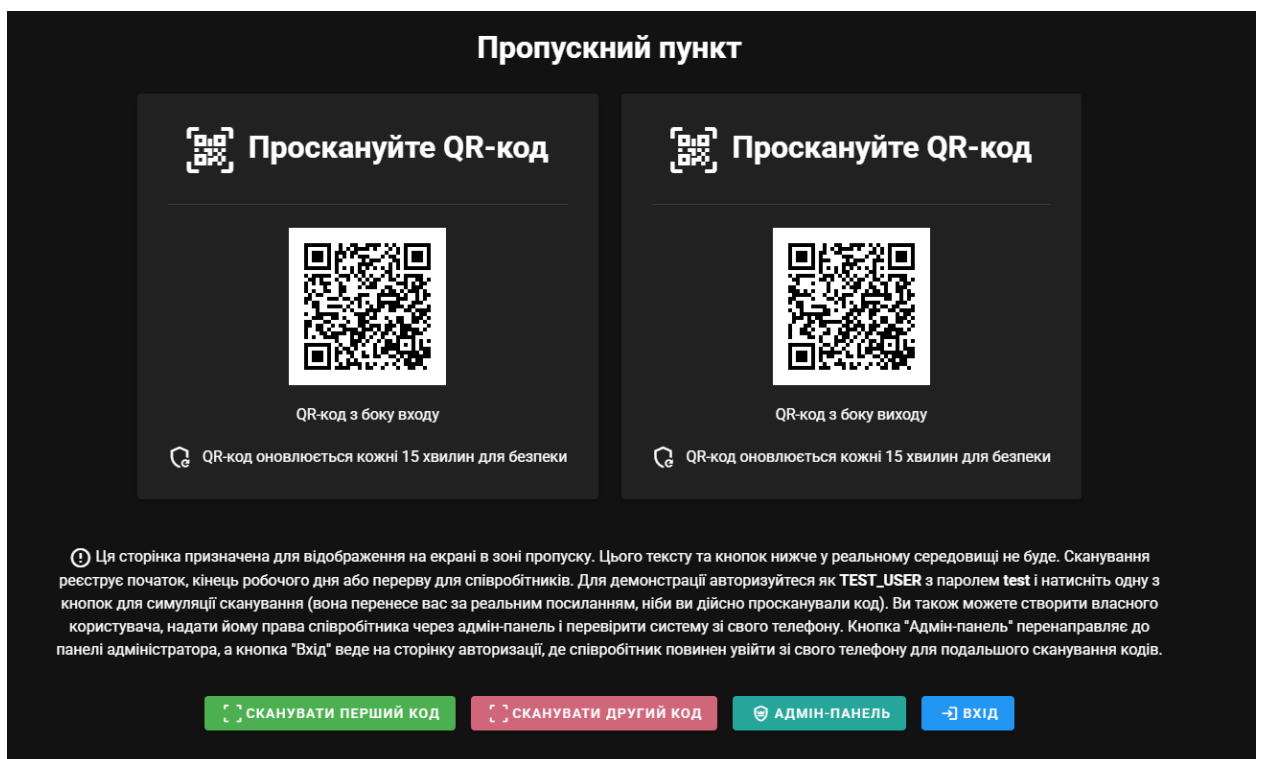 Пропускний пункт
Проскануйте QR-код
QR-код з боку входу
QR-код оновлюється кожні 15 хвилин для безпеки
Проскануйте QR-код
QR-код з боку виходу
QR-код оновлюється кожні 15 хвилин для безпеки
Ця сторінка призначена для відображення на екрані в зоні пропуску. Цього тексту та кнопок нижче у реальному середовищі не буде. Сканування
реєструє початок, кінець робочого дня або перерву для співробітників. Для демонстрації авторизуйтеся як TEST_USER з паролем test і натисніть одну з
кнопок для симуляції сканування (вона перенесе вас за реальним посиланням, ніби ви дійсно просканували код). Ви також можете створити власного
користувача, надати йому права співробітника через адмін-панель і перевірити систему зі свого телефону. Кнопка "Адмін-панель" перенаправляє до
панелі адміністратора, а кнопка "Вхід" веде на сторінку авторизації, де співробітник повинен увійти зі свого телефону для подальшого сканування кодів.
СКАНУВАТИ ПЕРШИЙ КОД
СКАНУВАТИ ДРУГИЙ КОД
АДМІН-ПАНЕЛЬ
ВХІД